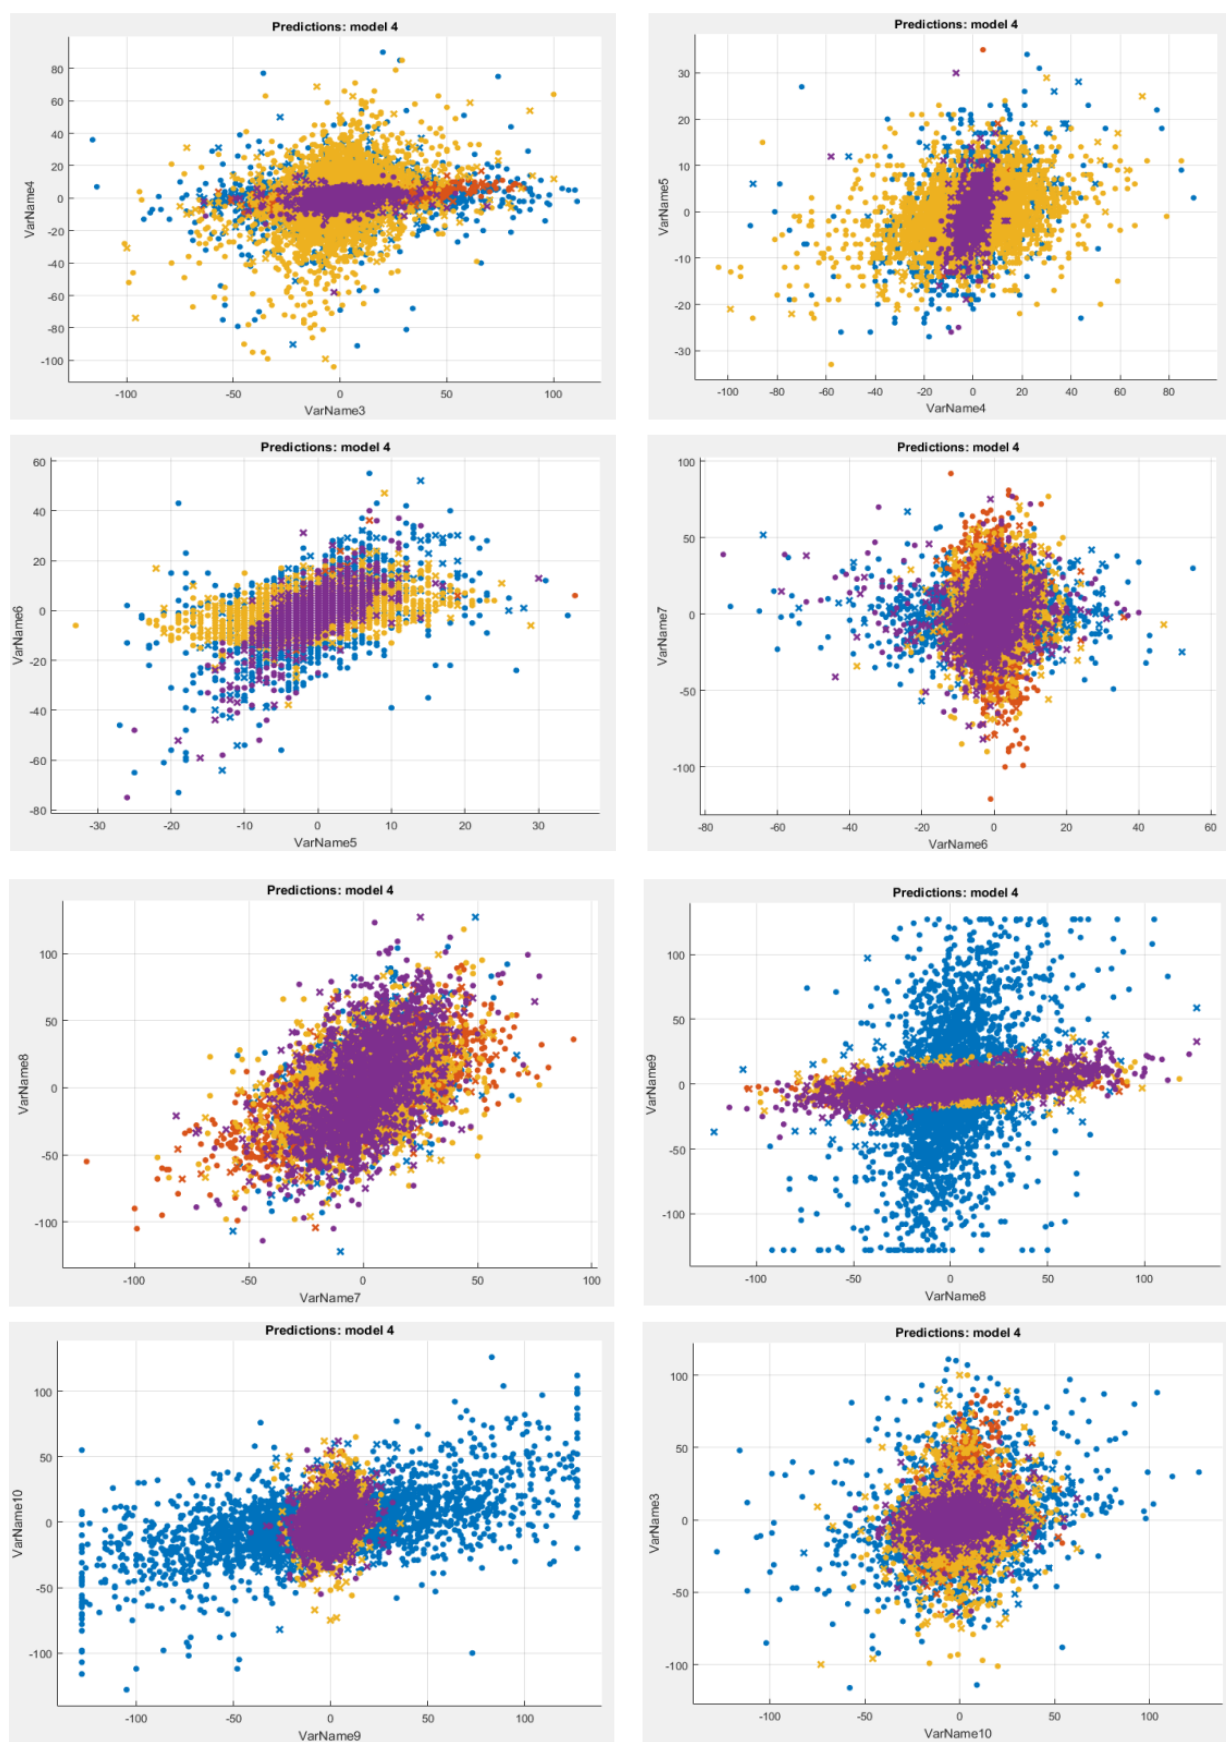 Predictions: model 4
80
60
40
20
0
-20
-40
-60
-80
-100
VarName4
-100 -50 0 50 100
VarName3
Predictions: model 4
30
20
10
0
-10
-20
-30
VarName5
-100 -80 -60 -40 -20 0 20 40 60 80
VarName4
Predictions: model 4
60
40
20
0
-20
-40
-60
-80
VarName6
-30 -20 -10 0 10 20 30
VarName5
Predictions: model 4
100
50
0
-50
-100
VarName7
-80 -60 -40 -20 0 20 40 60
VarName6
Predictions: model 4
100
50
0
-50
-100
VarName8
-100 -50 0 50 100
VarName7
Predictions: model 4
100
50
0
-50
-100
VarName9
-100 -50 0 50 100
VarName8
Predictions: model 4
100
50
0
-50
-100
VarName10
-100 -50 0 50 100
VarName9
Predictions: model 4
100
50
0
-50
-100
VarName3
-100 -50 0 50 100
VarName10